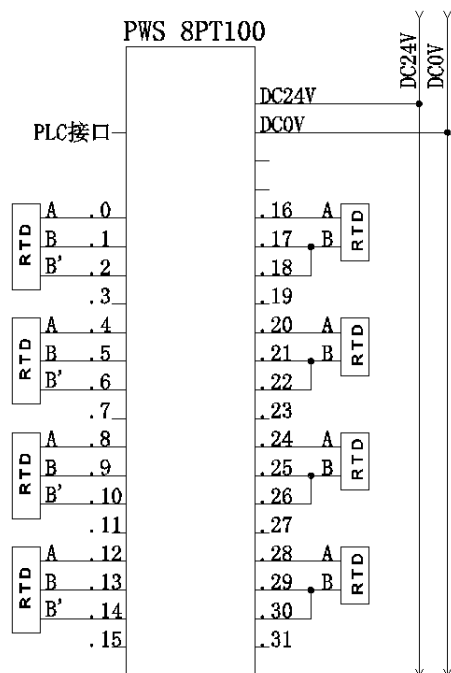 PWS 8PT100
DC24V
DC0V
DC24V
PLC接口
DC0V
RTD A .0 .16 A RTD
B .1 .17 B
B' .2 .18
.3 .19
RTD A .4 .20 A RTD
B .5 .21 B
B' .6 .22
.7 .23
RTD A .8 .24 A RTD
B .9 .25 B
B' .10 .26
.11 .27
RTD A .12 .28 A RTD
B .13 .29 B
B' .14 .30
.15 .31